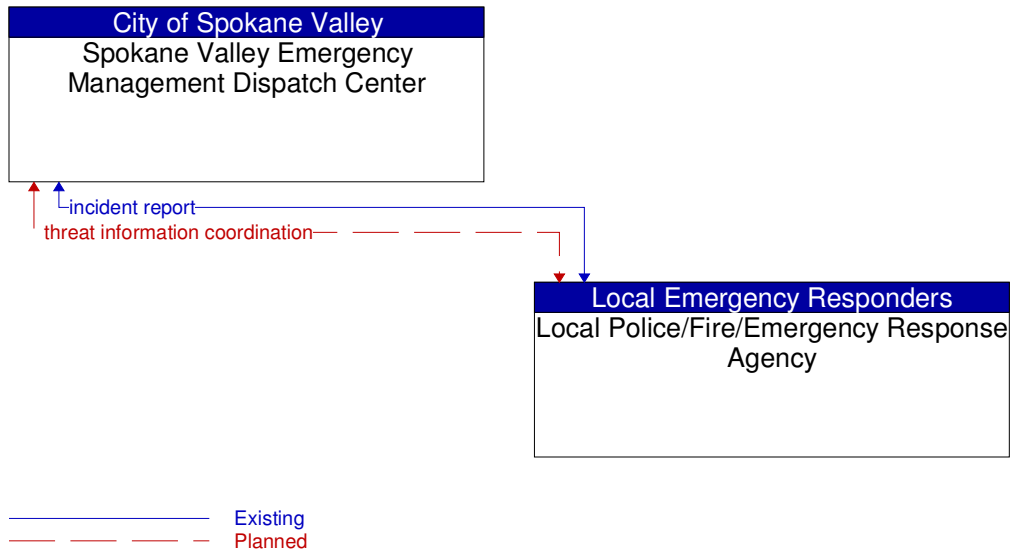 City of Spokane Valley
Spokane Valley Emergency
Management Dispatch Center
incident report
threat information coordination
Local Emergency Responders
Local Police/Fire/Emergency Response
Agency
Existing
Planned